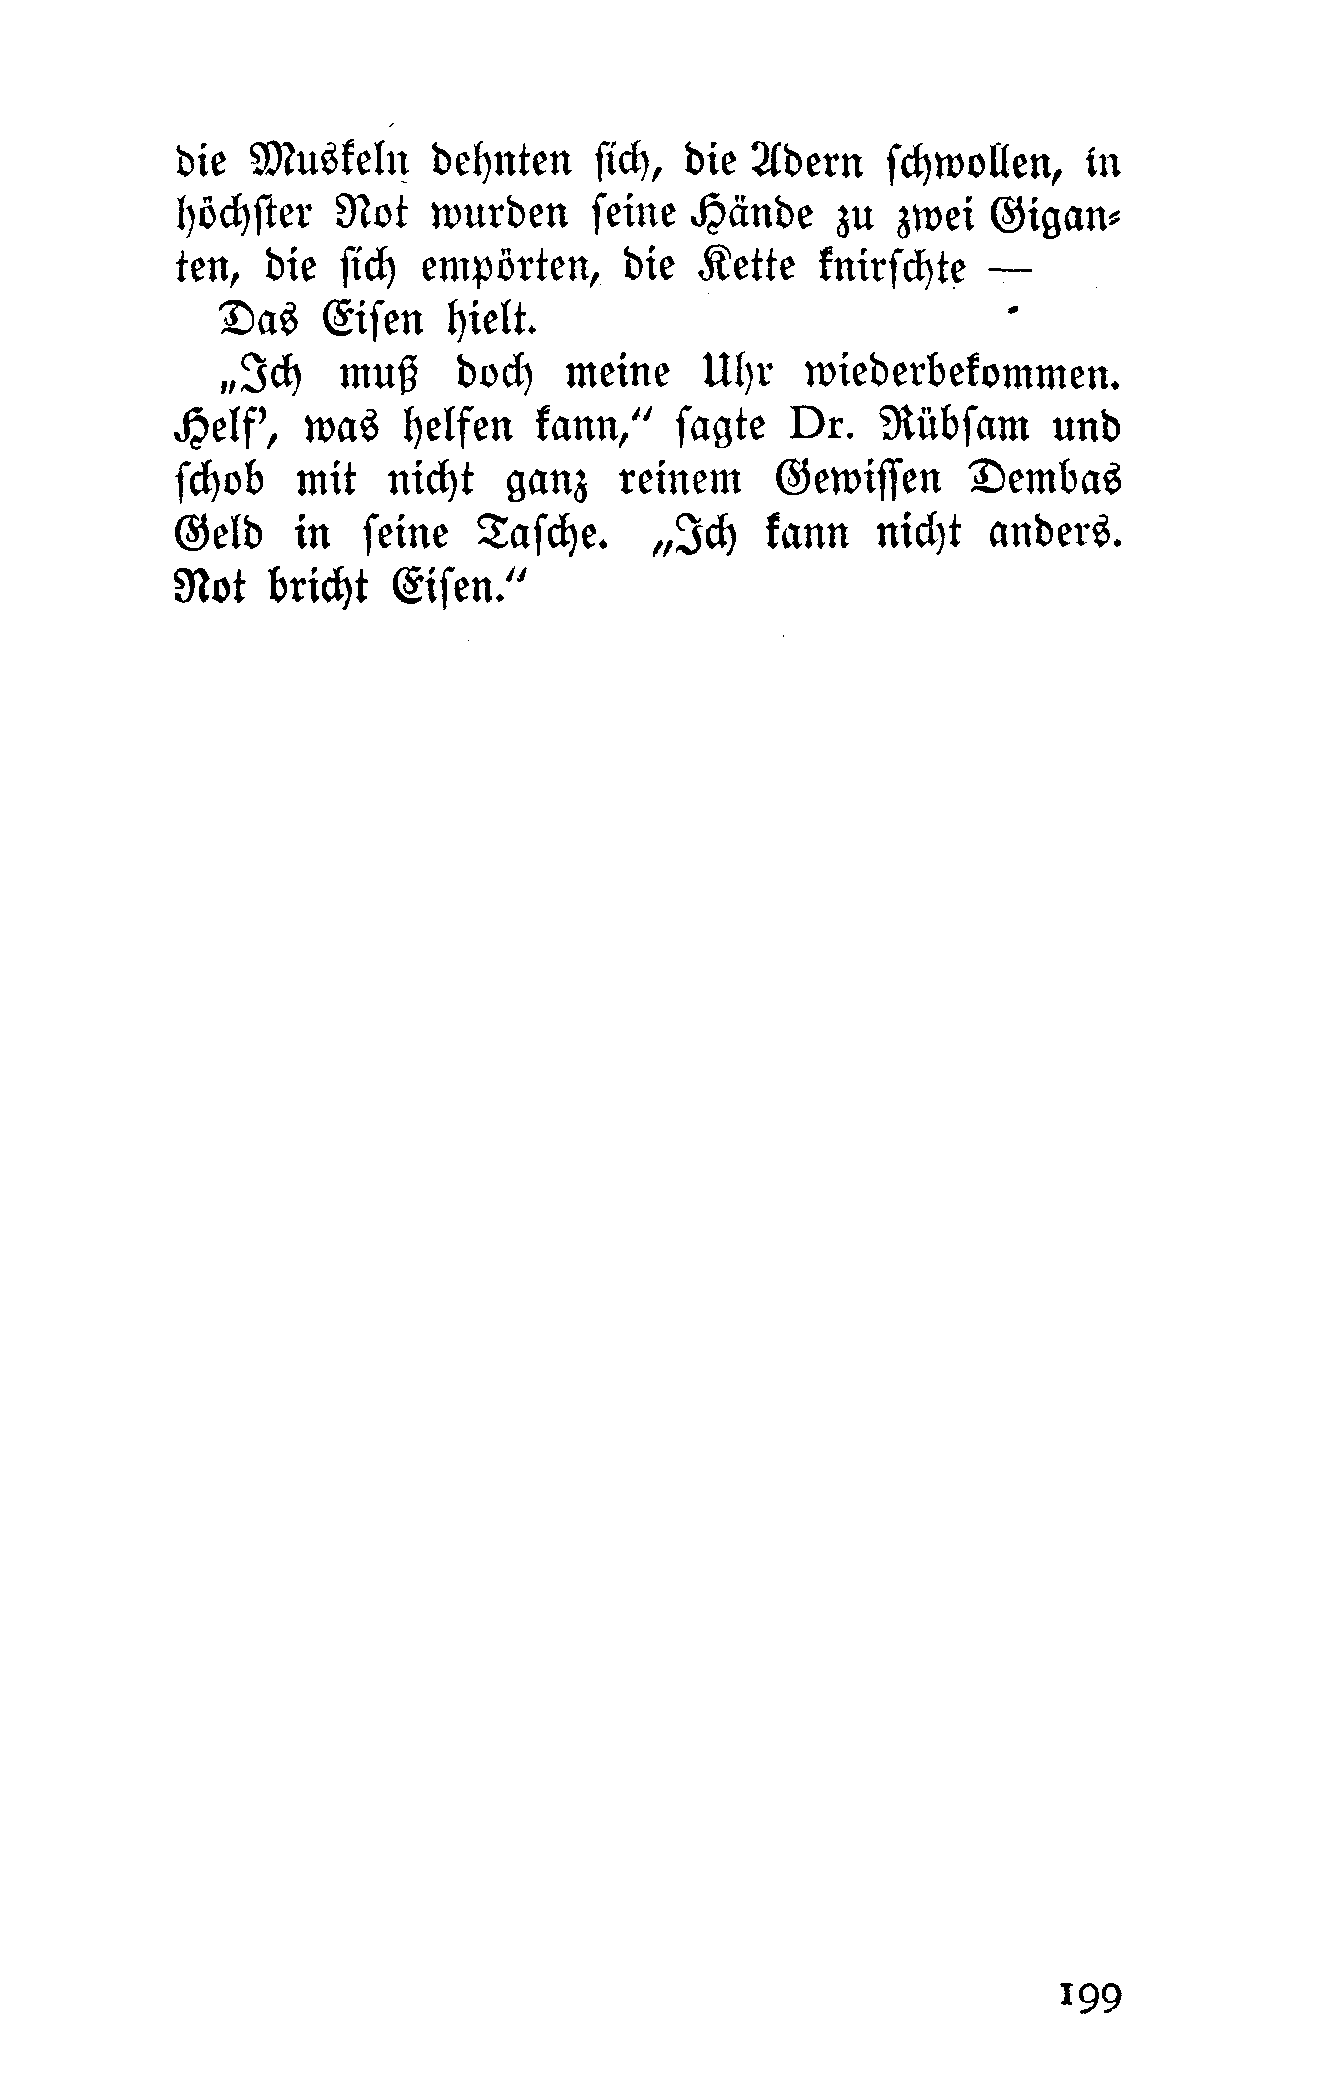 die Muskeln dehnten sich, die Adern schwollen, in
höchster Not wurden seine Hände zu zwei Gigan-
ten, die sich empörten, die Kette knirschte —
Das Eisen hielt.
„Ich muß doch meine Uhr wiederbekommen.
Helf’, was helfen kann,“ sagte Dr. Rübsam und
schob mit nicht ganz reinem Gewissen Dembas
Geld in seine Tasche. „Ich kann nicht anders.
Not bricht Eisen.“
199